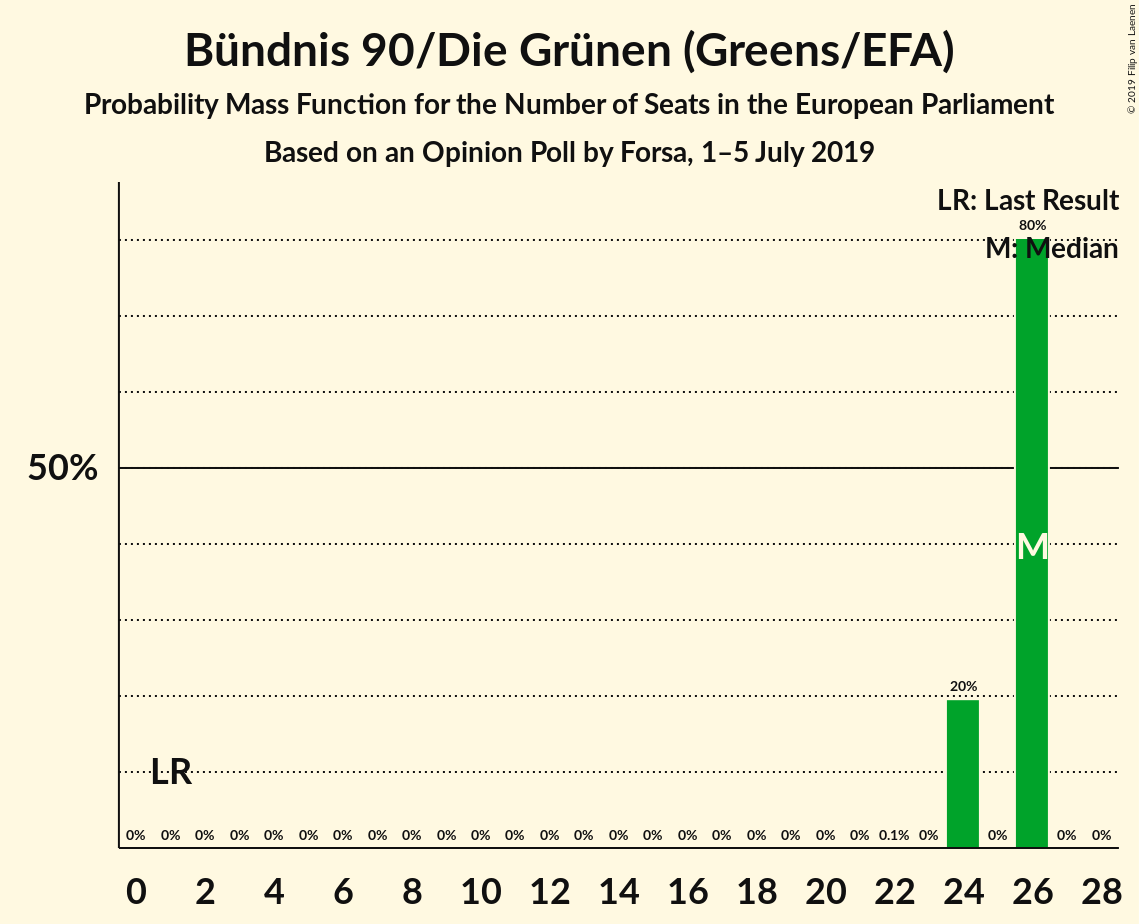 Bündnis 90/Die Grünen (Greens/EFA)
Probability Mass Function for the Number of Seats in the European Parliament
Based on an Opinion Poll by Forsa, 1–5 July 2019
© 2019 Filip van Laenen
LR: Last Result
80%
M: Median
50%
M
20%
LR
0% 0% 0% 0% 0% 0% 0% 0% 0% 0% 0% 0% 0% 0% 0% 0% 0% 0% 0% 0% 0% 0% 0.1% 0% 0% 0% 0%
0 2 4 6 8 10 12 14 16 18 20 22 24 26 28